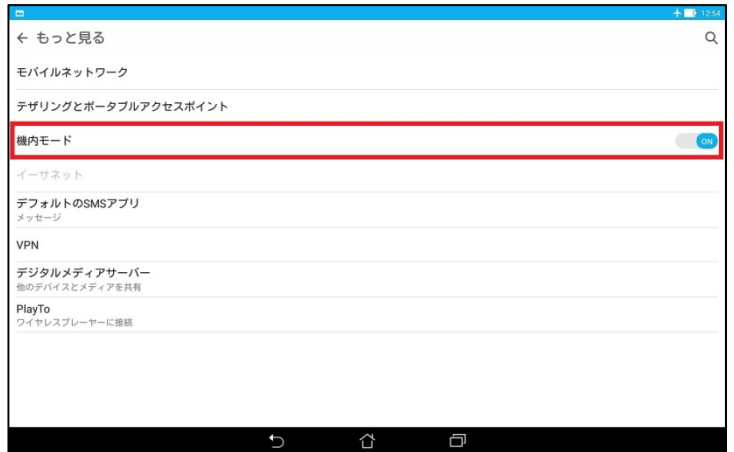 12:54
もっと見る
モバイルネットワーク
テザリングとポータブルアクセスポイント
機内モード
ON
イーサネット
デフォルトのSMSアプリ
メッセージ
VPN
デジタルメディアサーバー
他のデバイスとメディアを共有
PlayTo
ワイヤレスプレーヤーに接続